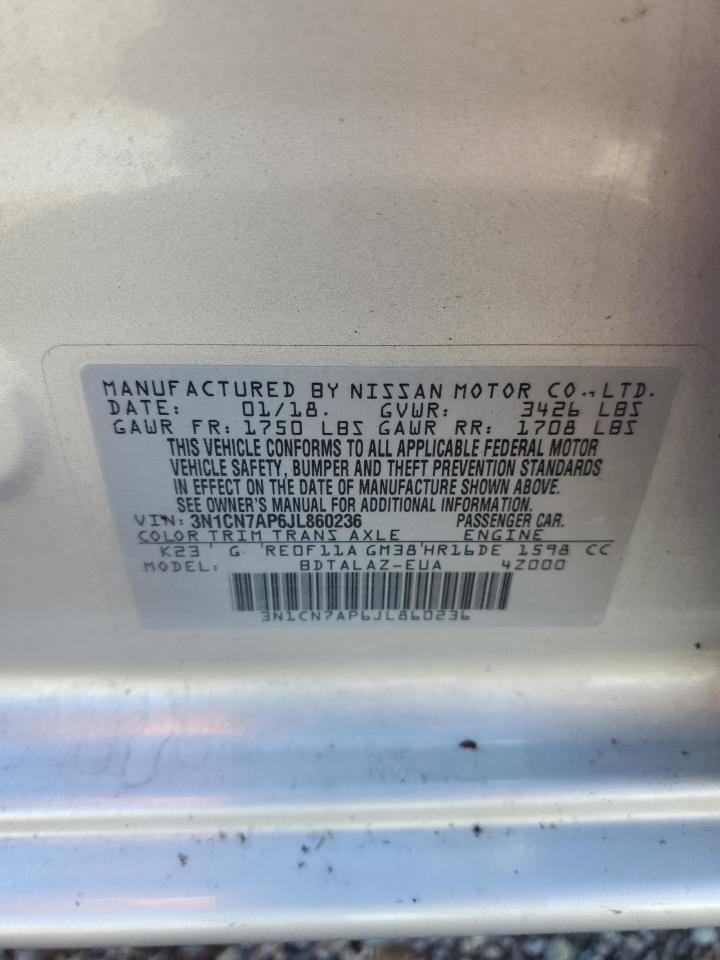 MANUFACTURED BY NISSAN MOTOR CO.,LTD.
DATE: 01/18. GVWR: 3426 LBS
GAWR FR: 1750 LBS GAWR RR: 1708 LBS
THIS VEHICLE CONFORMS TO ALL APPLICABLE FEDERAL MOTOR
VEHICLE SAFETY, BUMPER AND THEFT PREVENTION STANDARDS
IN EFFECT ON THE DATE OF MANUFACTURE SHOWN ABOVE.
SEE OWNER'S MANUAL FOR ADDITIONAL INFORMATION.
VIN: 3N1CN7AP6JL860236 PASSENGER CAR.
COLOR TRIM TRANS AXLE ENGINE
K23' G 'RE0F11A GM38'HR16DE 1598 CC
MODEL: BDTALAZ-EUA 4Z000
3N1CN7AP6JL860236